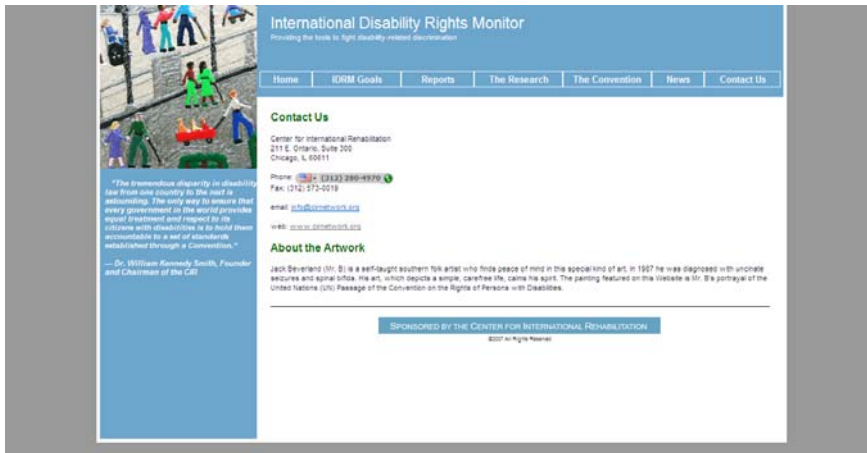 International Disability Rights Monitor
Providing the tools to fight disability-related discrimination
Home IDRM Goals Reports The Research The Convention News Contact Us
"The tremendous disparity in disability
law from one country to the next is
astounding. The only way to ensure that
every government in the world provides
equal treatment and respect to its
citizens with disabilities is to hold them
accountable to a set of standards
established through a Convention."
— Dr. William Kennedy Smith, Founder
and Chairman of the CIR
Contact Us
Center for International Rehabilitation
211 E. Ontario, Suite 300
Chicago, IL 60611
Phone: (312) 280-4970
Fax: (312) 573-0019
email: info@cirnetwork.org
web: www.cirnetwork.org
About the Artwork
Jack Beverland (Mr. B) is a self-taught southern folk artist who finds peace of mind in this special kind of art. In 1987 he was diagnosed with uncinate
seizures and spinal bifida. His art, which depicts a simple, carefree life, calms his spirit. The painting featured on this Website is Mr. B's portrayal of the
United Nations (UN) Passage of the Convention on the Rights of Persons with Disabilities.
SPONSORED BY THE CENTER FOR INTERNATIONAL REHABILITATION
©2007 All Rights Reserved